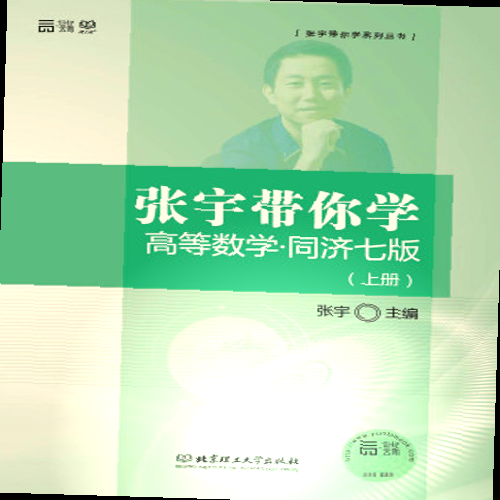 [ 张宇带你学系列丛书 ]
张宇带你学
高等数学·同济七版
（上册）
张宇 主编
北京理工大学出版社